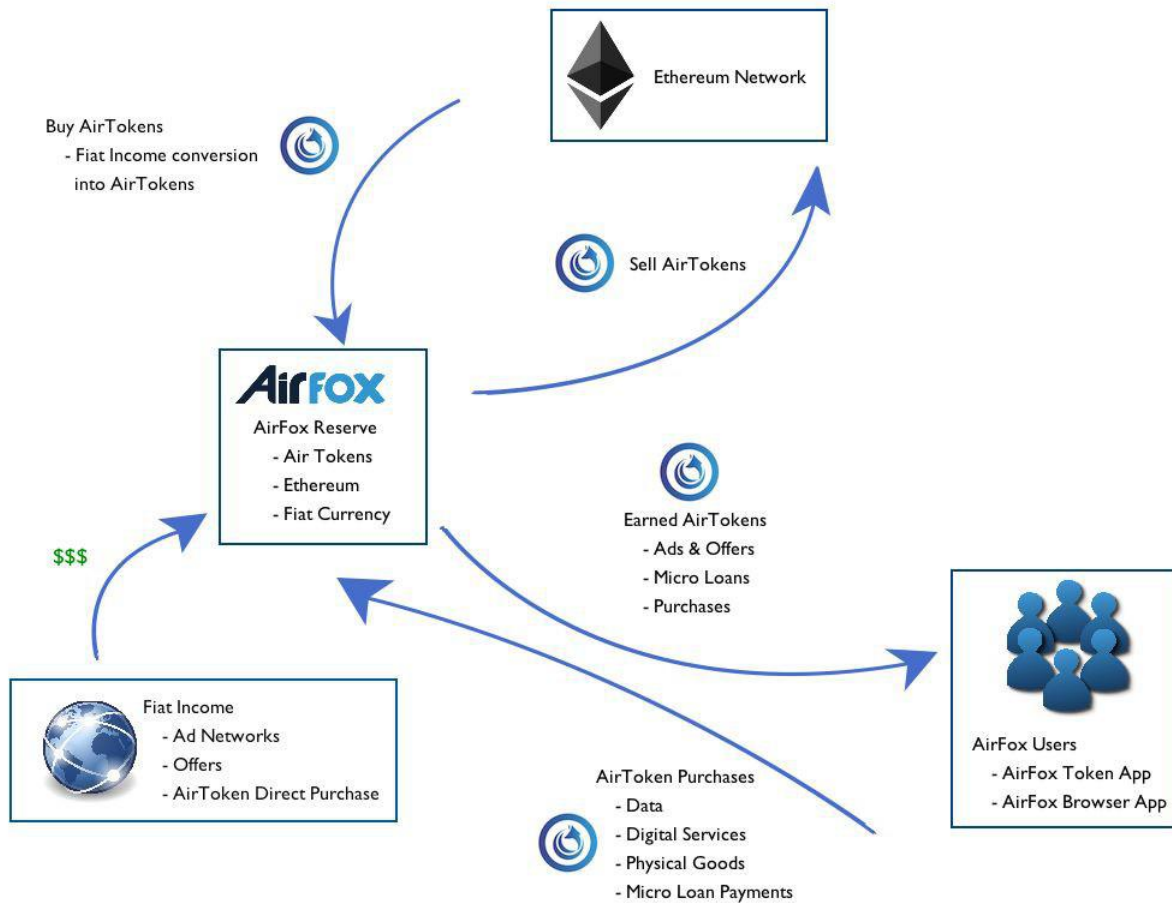 Ethereum Network
Buy AirTokens
- Fiat Income conversion
into AirTokens
Sell AirTokens
AirFOX
AirFox Reserve
- Air Tokens
- Ethereum
- Fiat Currency
$$$
Earned AirTokens
- Ads & Offers
- Micro Loans
- Purchases
Fiat Income
- Ad Networks
- Offers
- AirToken Direct Purchase
AirFox Users
- AirFox Token App
- AirFox Browser App
AirToken Purchases
- Data
- Digital Services
- Physical Goods
- Micro Loan Payments